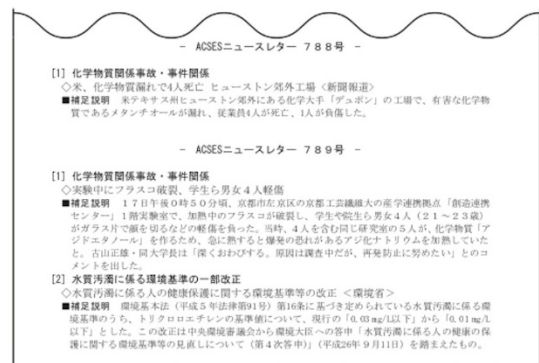 － ACSESニュースレター 788号 －
[1] 化学物質関係事故・事件関係
◇米、化学物質漏れで4人死亡 ヒューストン郊外工場 <新聞報道>
■補足説明　米テキサス州ヒューストン郊外にある化学大手「デュポン」の工場で、有害な化学物
質であるメタンチオールが漏れ、従業員4人が死亡、1人が負傷した。
－ ACSESニュースレター 789号 －
[1] 化学物質関係事故・事件関係
◇実験中にフラスコ破裂、学生ら男女4人軽傷
■補足説明　17日午後0時50分頃、京都市左京区の京都工芸繊維大の産学連携拠点「創造連携
センター」1階実験室で、加熱中のフラスコが破裂し、学生や院生ら男女4人（21～23歳）
がガラス片で顔を切るなどの軽傷を負った。当時、4人を含む同じ研究室の5人が、化学物質「ア
ジドエタノール」を作るため、急に熱すると爆発の恐れがあるアジ化ナトリウムを加熱していた
と。古山正雄・同大学長は「深くおわびする。原因は調査中だが、再発防止に努めたい」とのコ
メントを出した。
[2] 水質汚濁に係る環境基準の一部改正
◇水質汚濁に係る人の健康保護に関する環境基準等の改正 <環境省>
■補足説明　環境基本法（平成5年法律第91号）第16条に基づき定められている水質汚濁に係る環
境基準のうち、トリクロロエチレンの基準値について、現行の「0.03 mg/L以下」から「0.01 mg/L
以下」とした。この改正は中央環境審議会から環境大臣への答申「水質汚濁に係る人の健康の保
護に関する環境基準等の見直しについて（第4次答申）」（平成26年9月11日）を踏まえたもの。